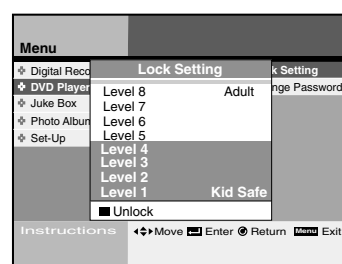 Menu
Digital Reco
DVD Player
Juke Box
Photo Album
Set-Up
Lock Setting
Level 8 Adult
Level 7
Level 6
Level 5
Level 4
Level 3
Level 2
Level 1 Kid Safe
Unlock
k Setting
nge Password
Instructions Move Enter Return Menu Exit